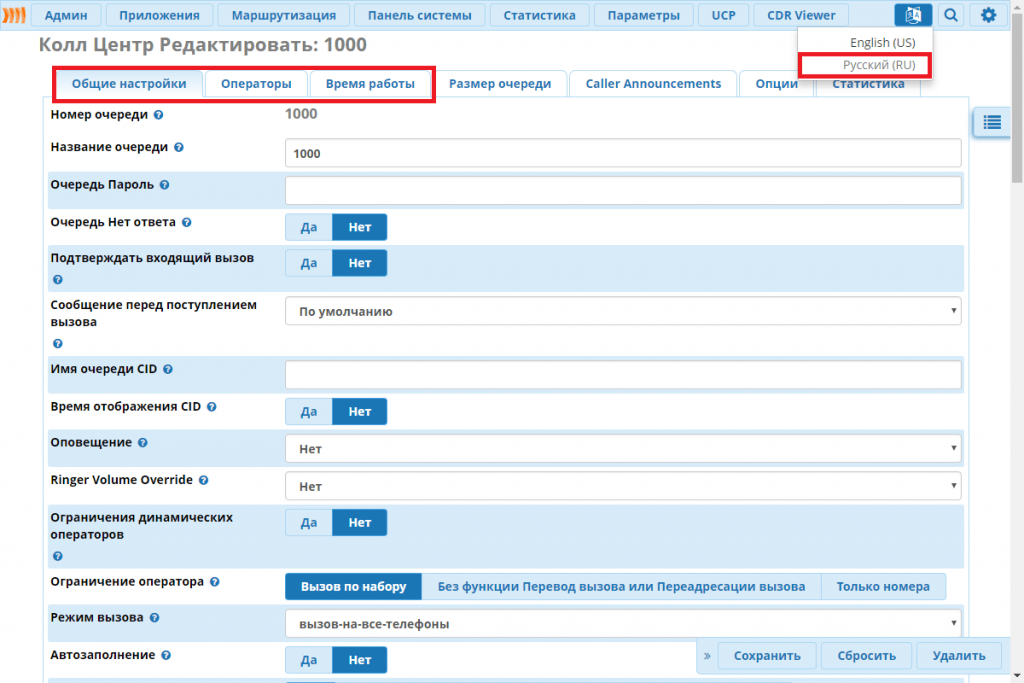 Админ Приложения Маршрутизация Панель системы Статистика Параметры UCP CDR Viewer
English (US)
Русский (RU)
Колл Центр Редактировать: 1000
Общие настройки Операторы Время работы Размер очереди Caller Announcements Опции Статистика
Номер очереди 1000
Название очереди 1000
Очередь Пароль
Очередь Нет ответа Да Нет
Подтверждать входящий вызов Да Нет
Сообщение перед поступлением
вызова
По умолчанию
Имя очереди CID
Время отображения CID Да Нет
Оповещение Нет
Ringer Volume Override Нет
Ограничения динамических
операторов
Да Нет
Ограничение оператора Вызов по набору Без функции Перевод вызова или Переадресации вызова Только номера
Режим вызова вызов-на-все-телефоны
Автозаполнение Да Нет
» Сохранить Сбросить Удалить